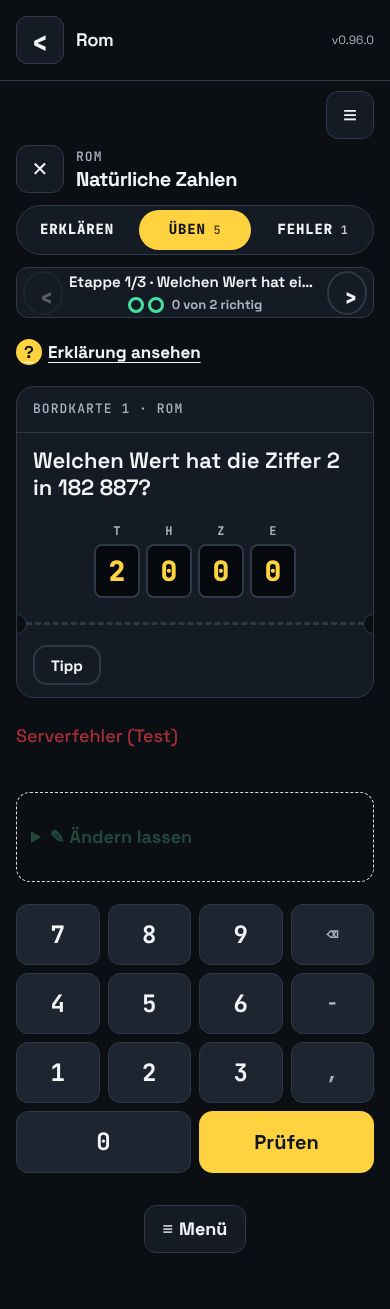 < Rom v0.96.0
≡
✕ ROM
Natürliche Zahlen
ERKLÄREN ÜBEN 5 FEHLER 1
< Etappe 1/3 · Welchen Wert hat ei… >
0 von 2 richtig
? Erklärung ansehen
BORDKARTE 1 · ROM
Welchen Wert hat die Ziffer 2
in 182 887?
T H Z E
2 0 0 0
Tipp
Serverfehler (Test)
▶ ✎ Ändern lassen
7 8 9 ⌫
4 5 6 -
1 2 3 ,
0 Prüfen
≡ Menü